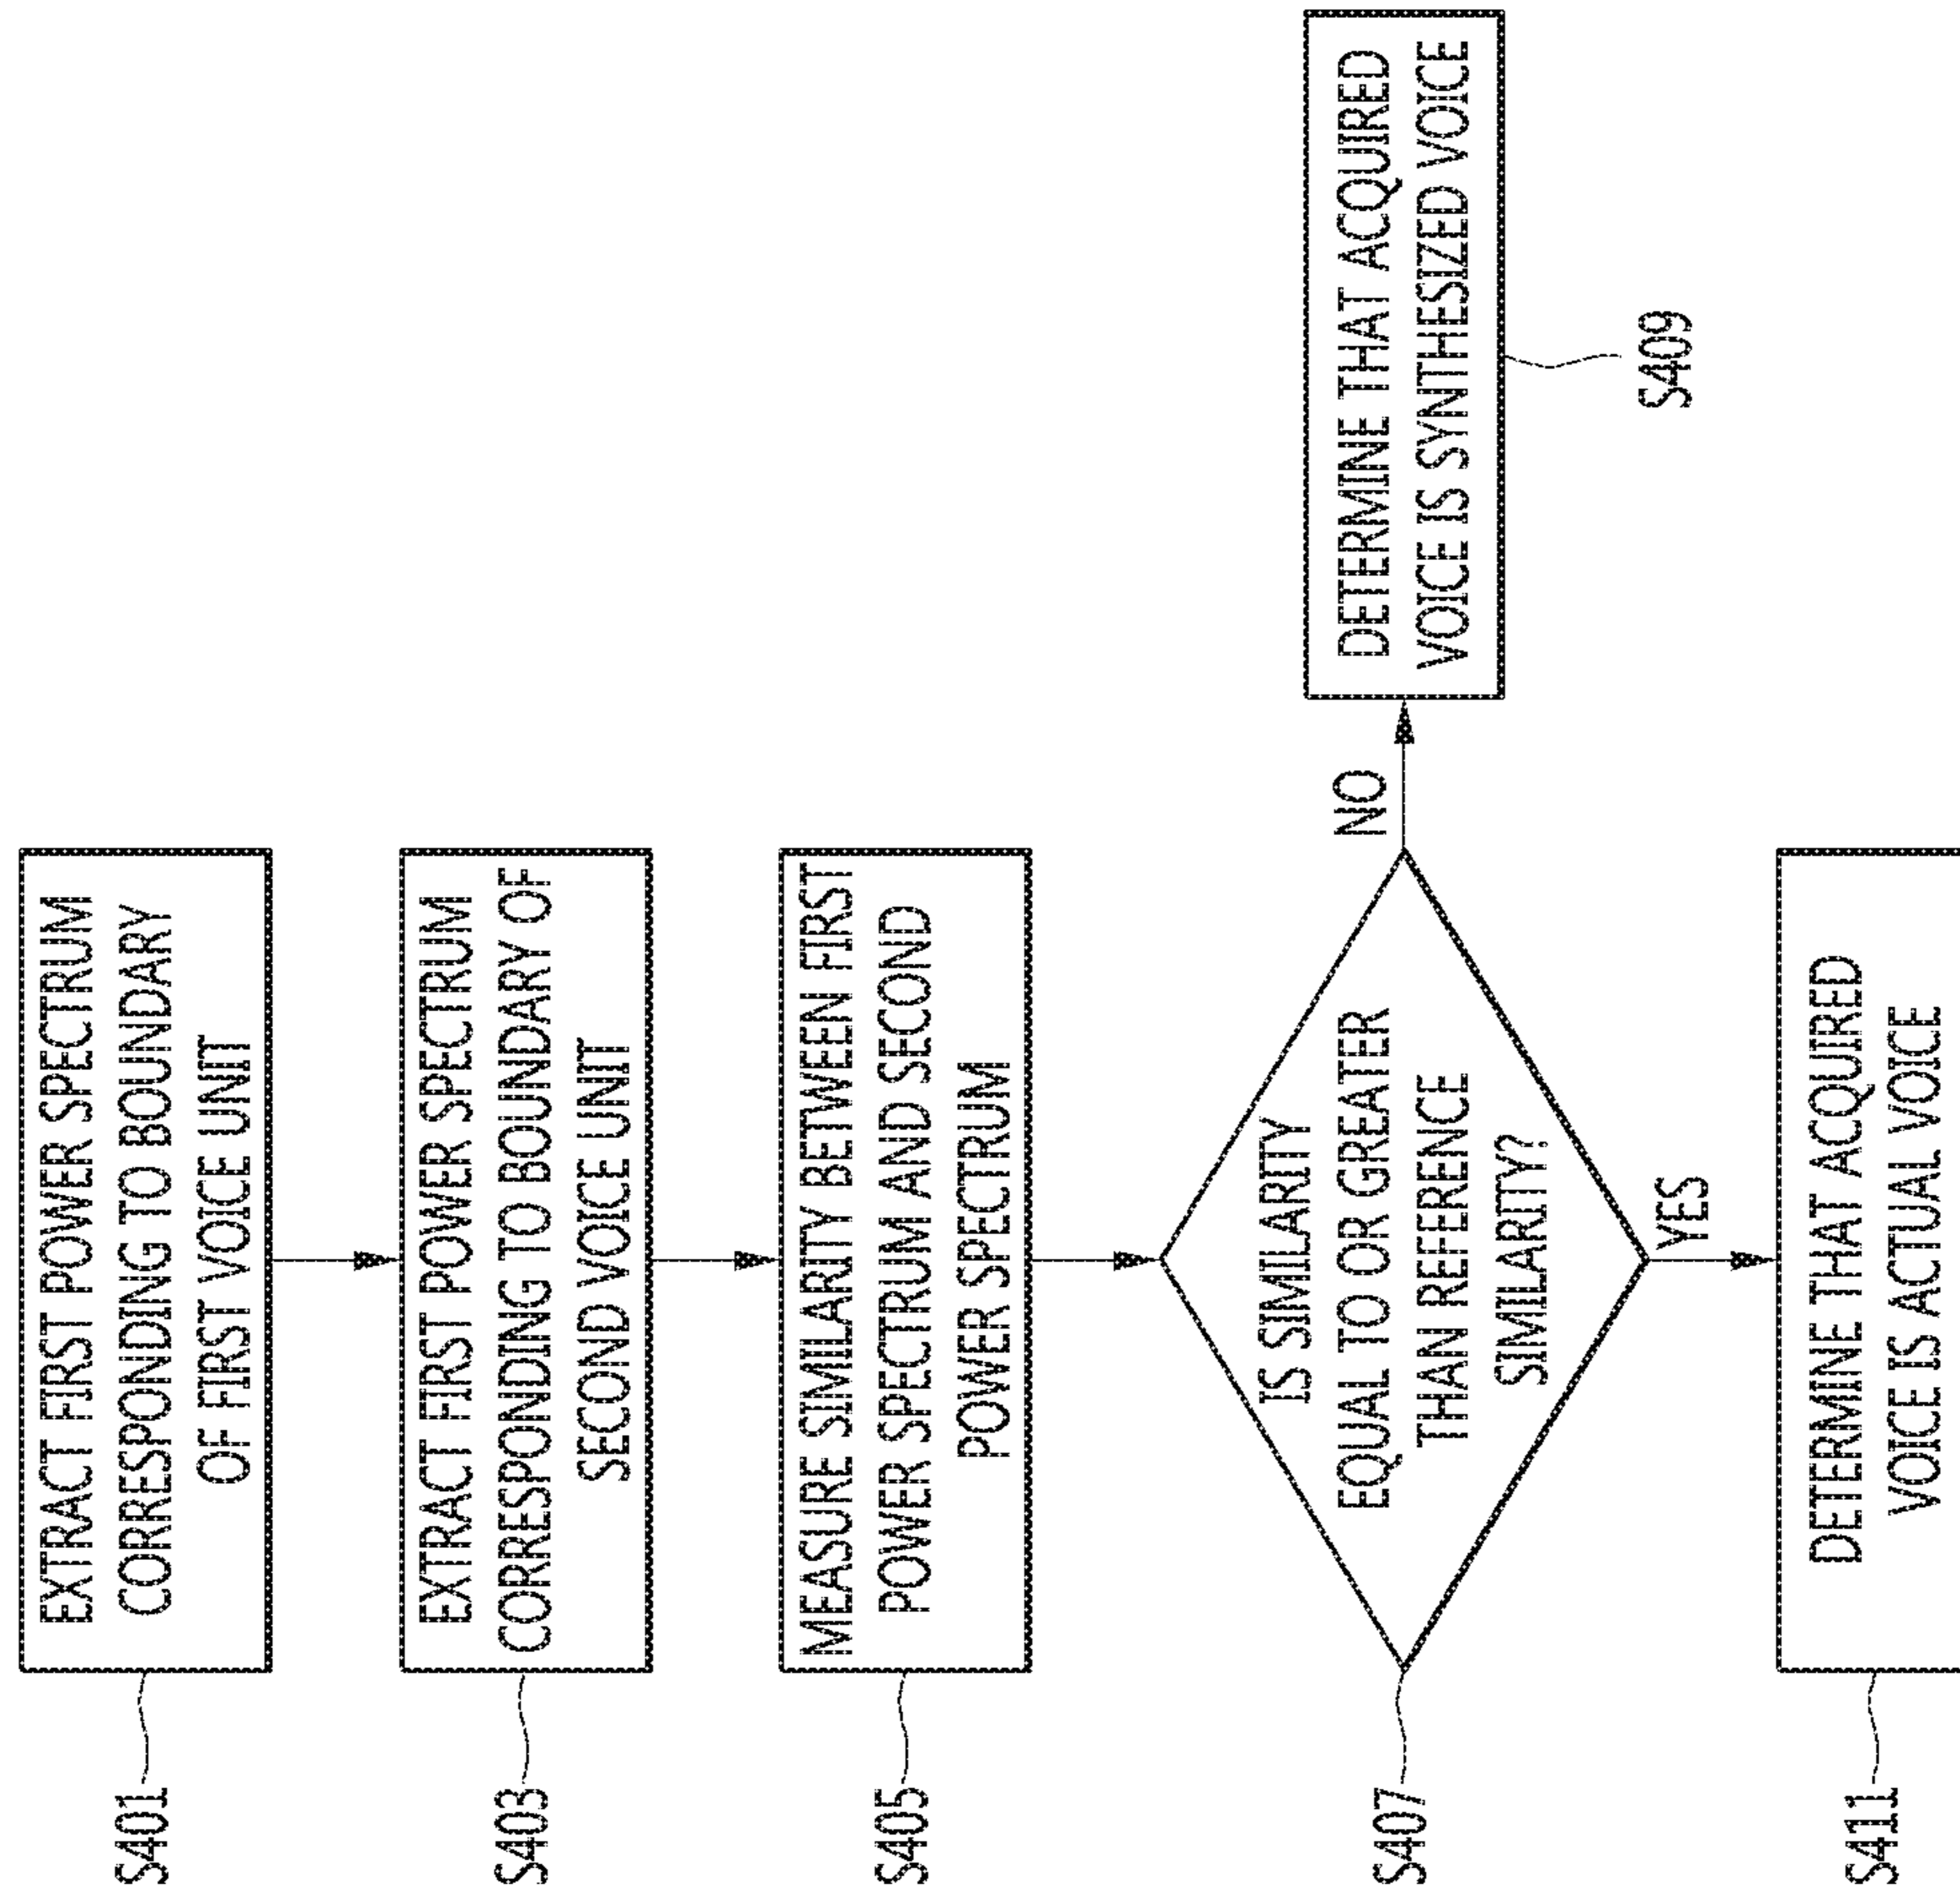 S401
EXTRACT FIRST POWER SPECTRUM
CORRESPONDING TO BOUNDARY
OF FIRST VOICE UNIT
S403
EXTRACT FIRST POWER SPECTRUM
CORRESPONDING TO BOUNDARY OF
SECOND VOICE UNIT
S405
MEASURE SIMILARITY BETWEEN FIRST
POWER SPECTRUM AND SECOND
POWER SPECTRUM
S407
IS SIMILARITY
EQUAL TO OR GREATER
THAN REFERENCE
SIMILARITY?
NO
DETERMINE THAT ACQUIRED
VOICE IS SYNTHESIZED VOICE
S409
YES
S411
DETERMINE THAT ACQUIRED
VOICE IS ACTUAL VOICE